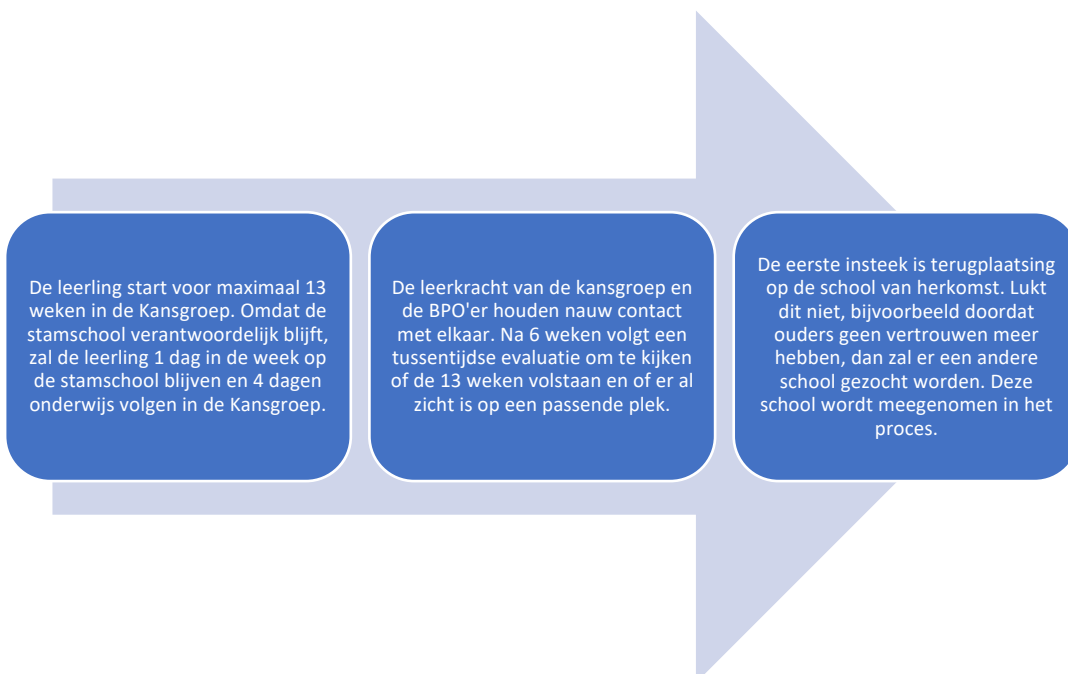 De leerling start voor maximaal 13
weken in de Kansgroep. Omdat de
stamschool verantwoordelijk blijft,
zal de leerling 1 dag in de week op
de stamschool blijven en 4 dagen
onderwijs volgen in de Kansgroep.
De leerkracht van de kansgroep en
de BPO'er houden nauw contact
met elkaar. Na 6 weken volgt een
tussentijdse evaluatie om te kijken
of de 13 weken volstaan en of er al
zicht is op een passende plek.
De eerste insteek is terugplaatsing
op de school van herkomst. Lukt
dit niet, bijvoorbeeld doordat
ouders geen vertrouwen meer
hebben, dan zal er een andere
school gezocht worden. Deze
school wordt meegenomen in het
proces.